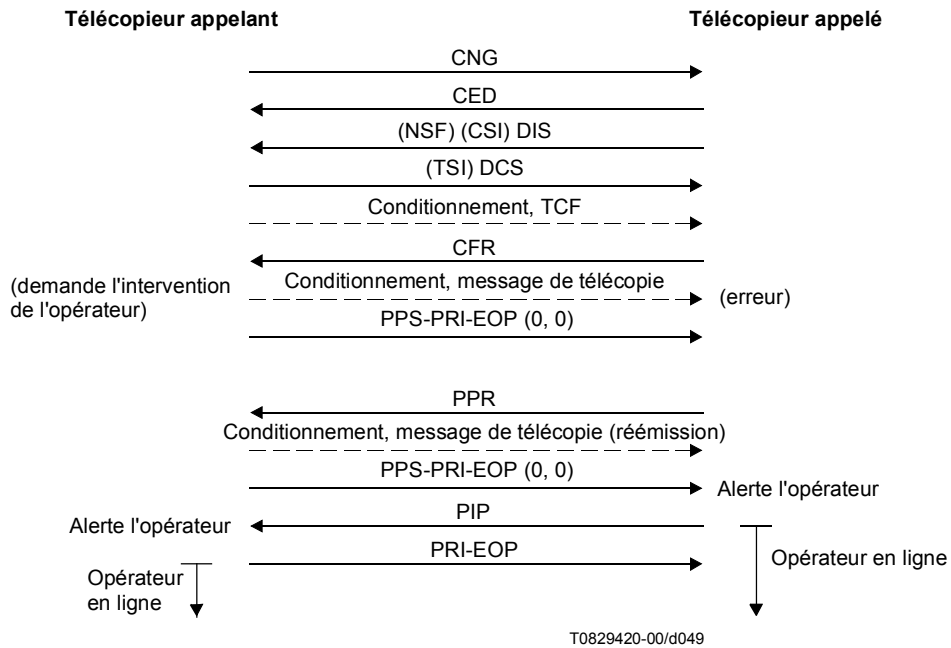 Télécopieur appelant
Télécopieur appelé
CNG
CED
(NSF) (CSI) DIS
(TSI) DCS
Conditionnement, TCF
CFR
(demande l'intervention
de l'opérateur)
Conditionnement, message de télécopie
(erreur)
PPS-PRI-EOP (0, 0)
PPR
Conditionnement, message de télécopie (réémission)
PPS-PRI-EOP (0, 0)
Alerte l'opérateur
PIP
Alerte l'opérateur
PRI-EOP
Opérateur en ligne
Opérateur
en ligne
T0829420-00/d049